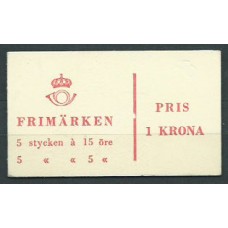 FRIMÄRKEN
5 stycken à 15 öre
5 « « 5 «
PRIS
1 KRONA